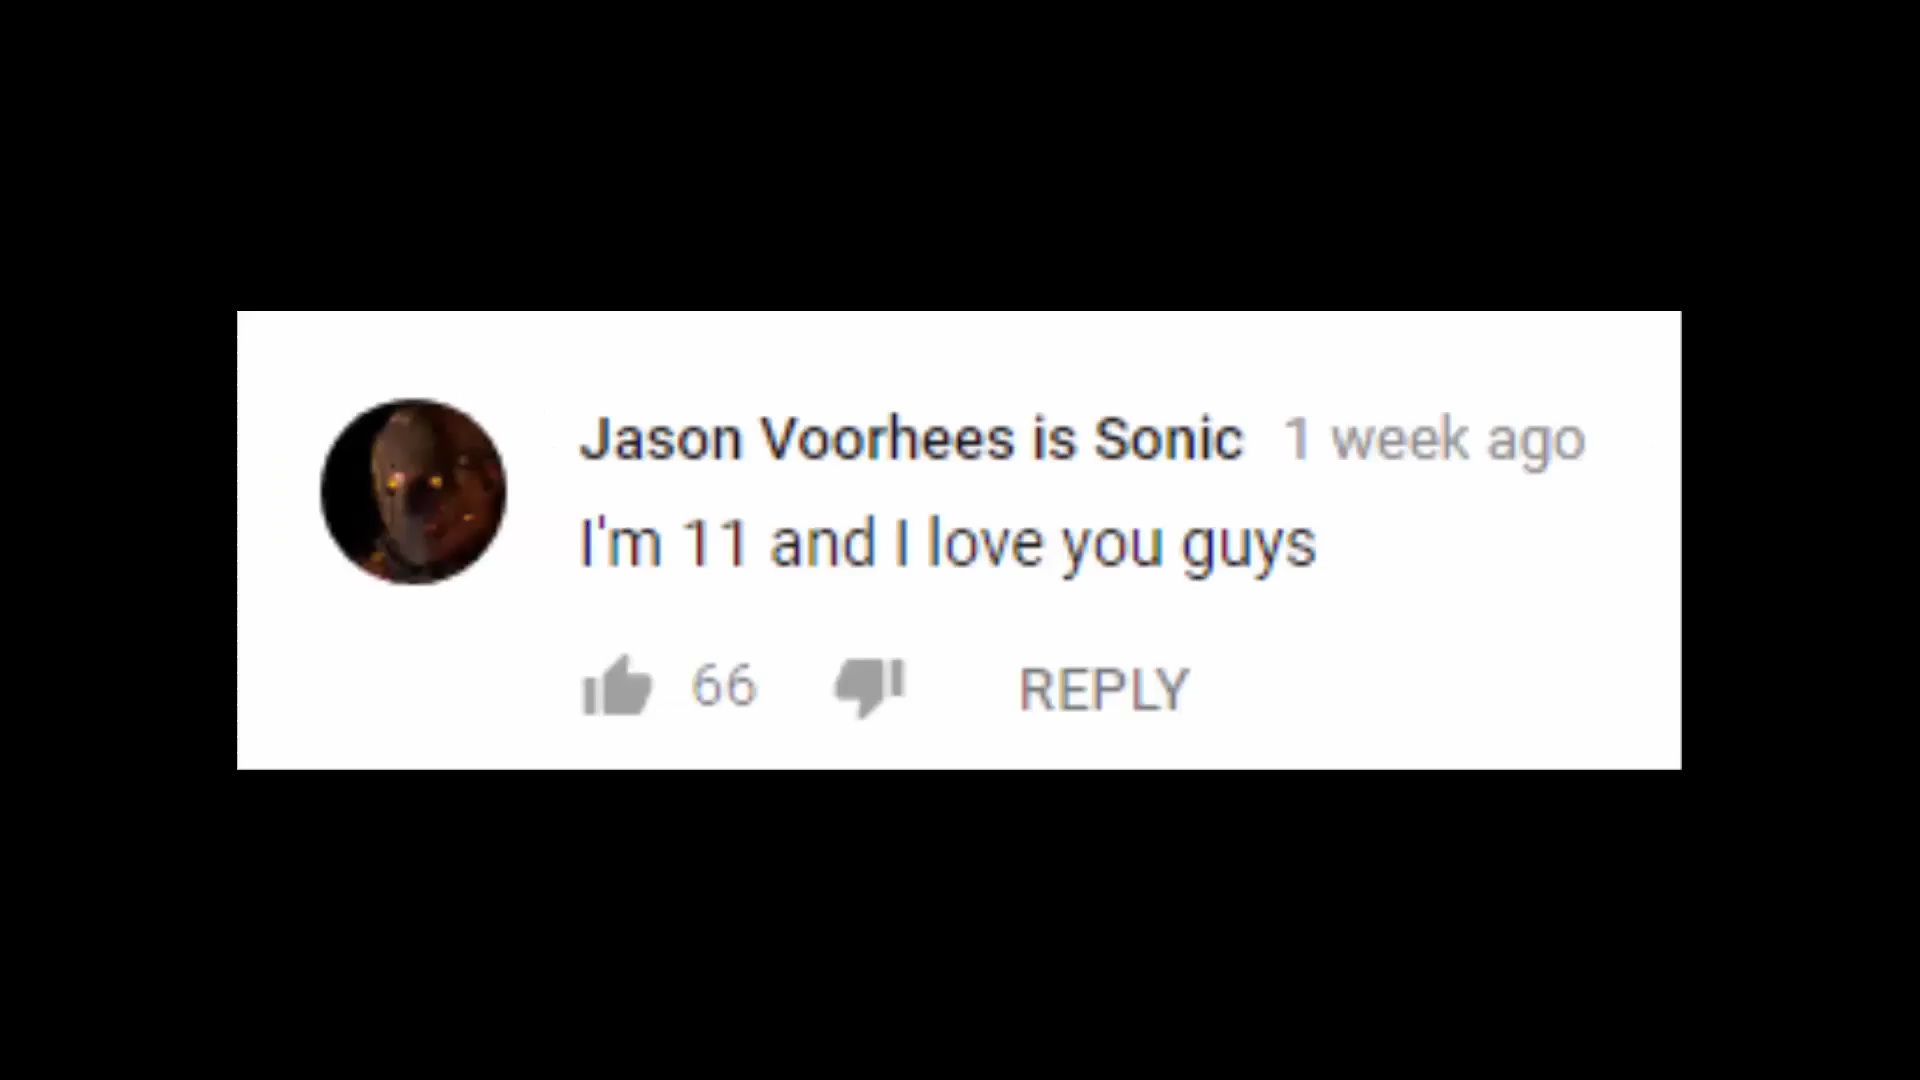 Jason Voorhees is Sonic 1 week ago
I'm 11 and I love you guys
66 REPLY